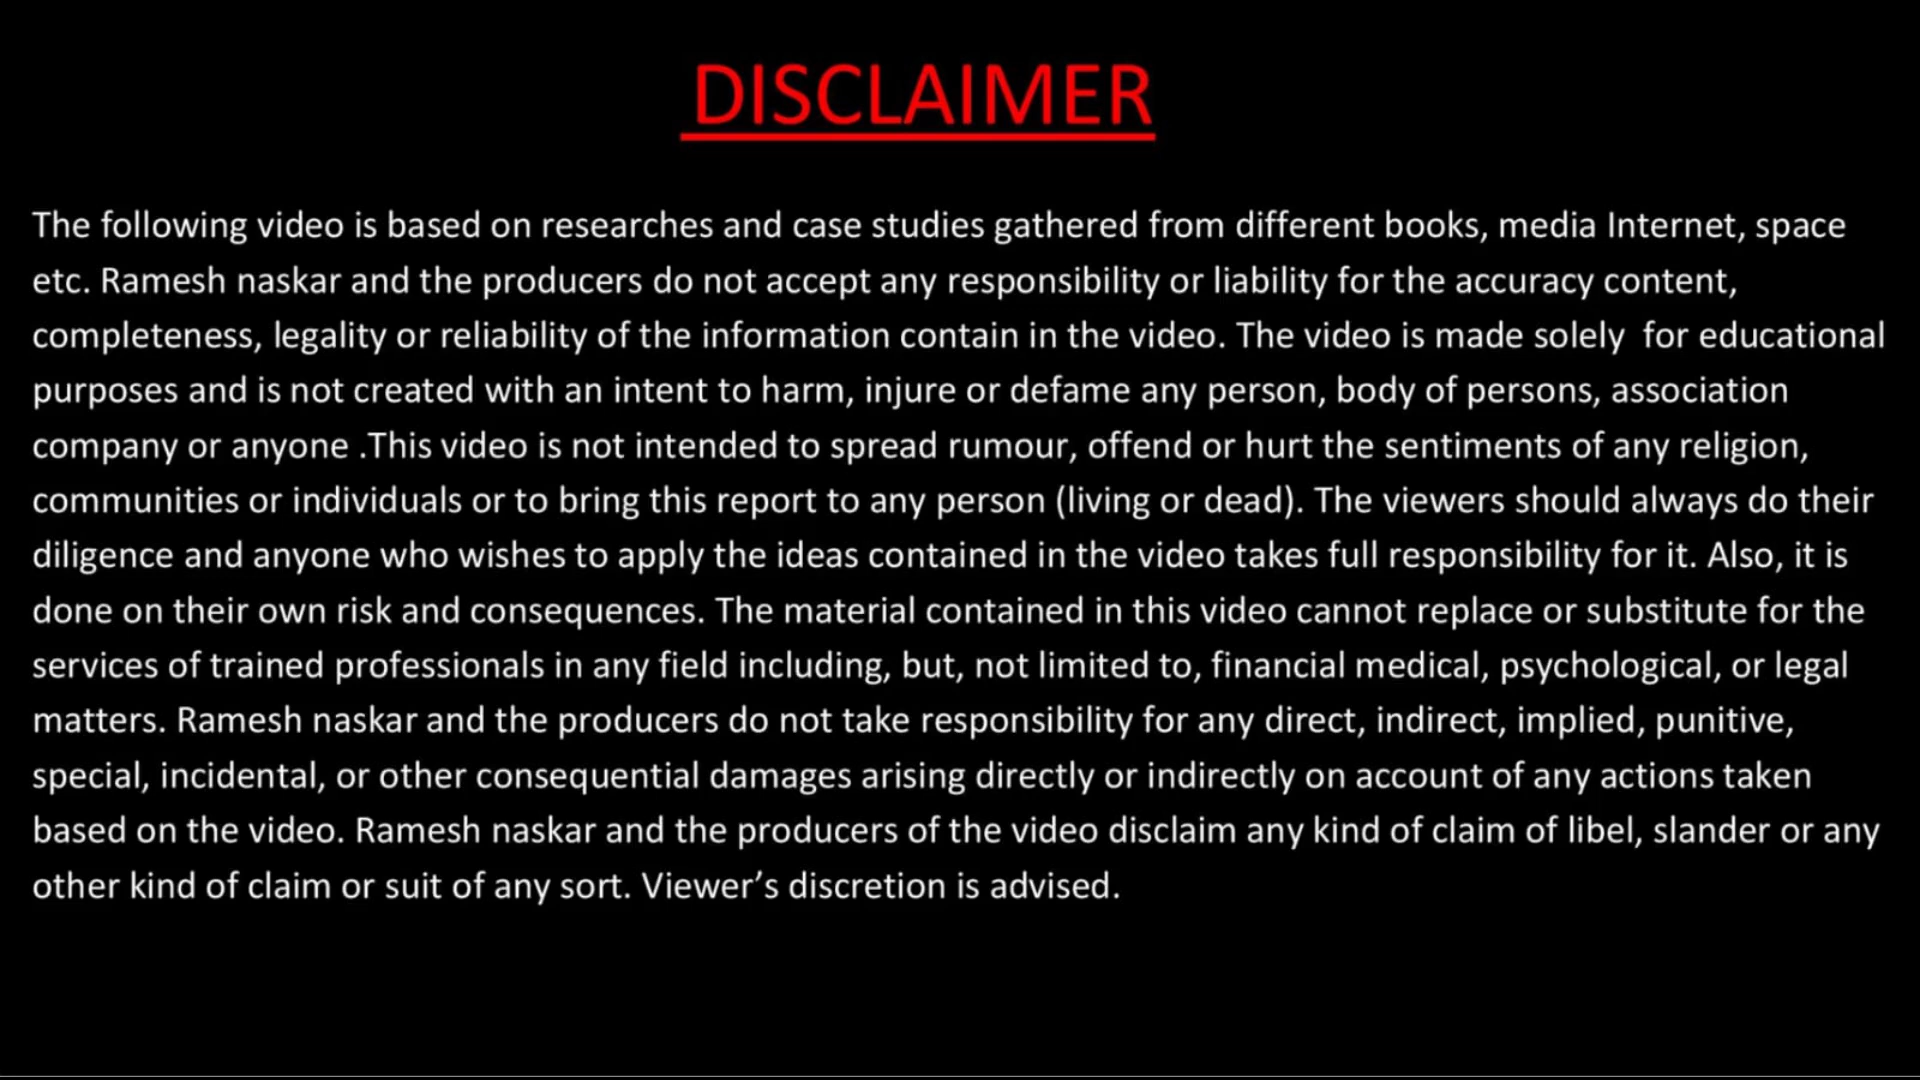 DISCLAIMER
The following video is based on researches and case studies gathered from different books, media Internet, space
etc. Ramesh naskar and the producers do not accept any responsibility or liability for the accuracy content,
completeness, legality or reliability of the information contain in the video. The video is made solely  for educational
purposes and is not created with an intent to harm, injure or defame any person, body of persons, association
company or anyone .This video is not intended to spread rumour, offend or hurt the sentiments of any religion,
communities or individuals or to bring this report to any person (living or dead). The viewers should always do their
diligence and anyone who wishes to apply the ideas contained in the video takes full responsibility for it. Also, it is
done on their own risk and consequences. The material contained in this video cannot replace or substitute for the
services of trained professionals in any field including, but, not limited to, financial medical, psychological, or legal
matters. Ramesh naskar and the producers do not take responsibility for any direct, indirect, implied, punitive,
special, incidental, or other consequential damages arising directly or indirectly on account of any actions taken
based on the video. Ramesh naskar and the producers of the video disclaim any kind of claim of libel, slander or any
other kind of claim or suit of any sort. Viewer’s discretion is advised.